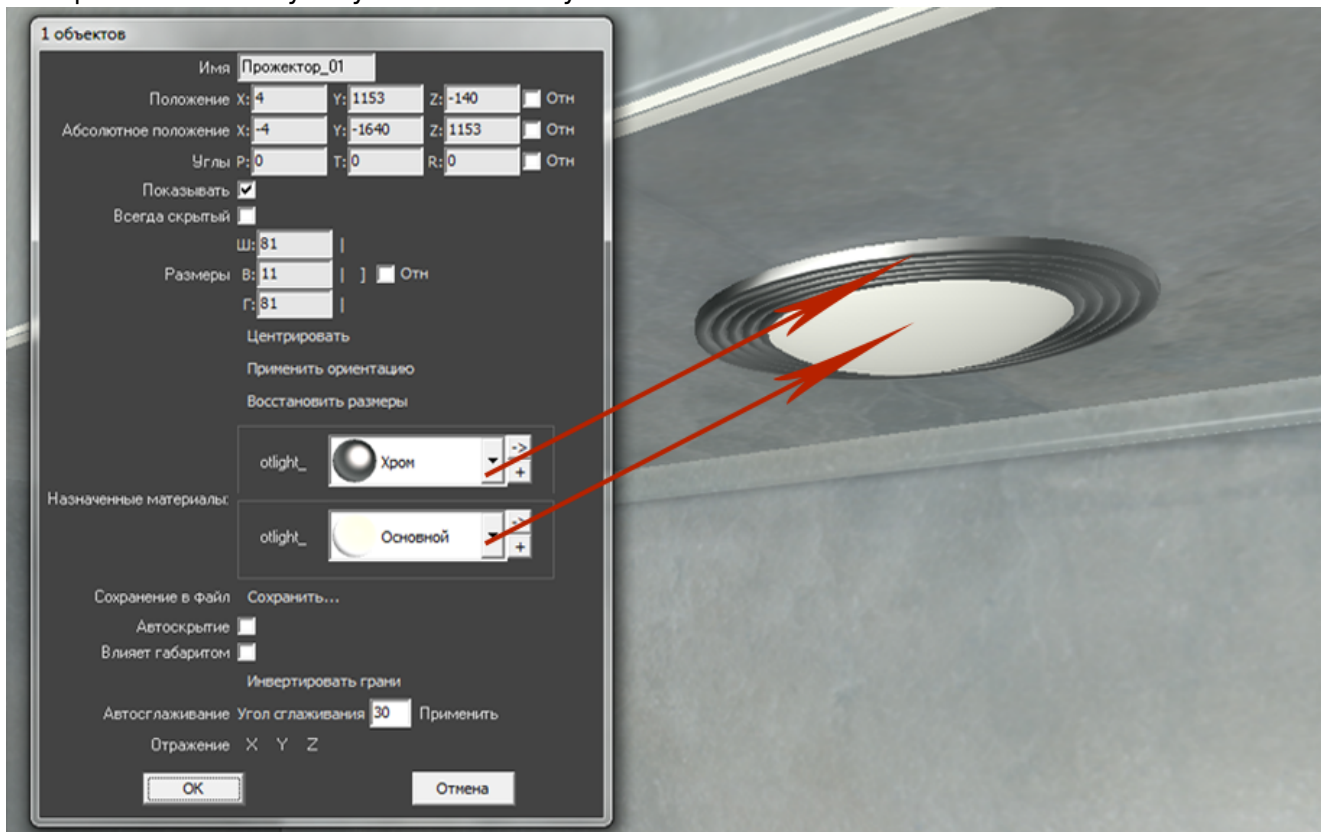 1 объектов
Имя Прожектор_01
Положение X: 4 Y: 1153 Z: -140 Отн
Абсолютное положение X: -4 Y: -1640 Z: 1153 Отн
Углы P: 0 T: 0 R: 0 Отн
Показывать
Всегда скрытый
Ш: 81 |
Размеры В: 11 | ] Отн
Г: 81 |
Центрировать
Применить ориентацию
Восстановить размеры
otlight_ Хром -> +
Назначенные материалы:
otlight_ Основной -> +
Сохранение в файл Сохранить...
Автоскрытие
Влияет габаритом
Инвертировать грани
Автосглаживание Угол сглаживания 30 Применить
Отражение X Y Z
OK Отмена